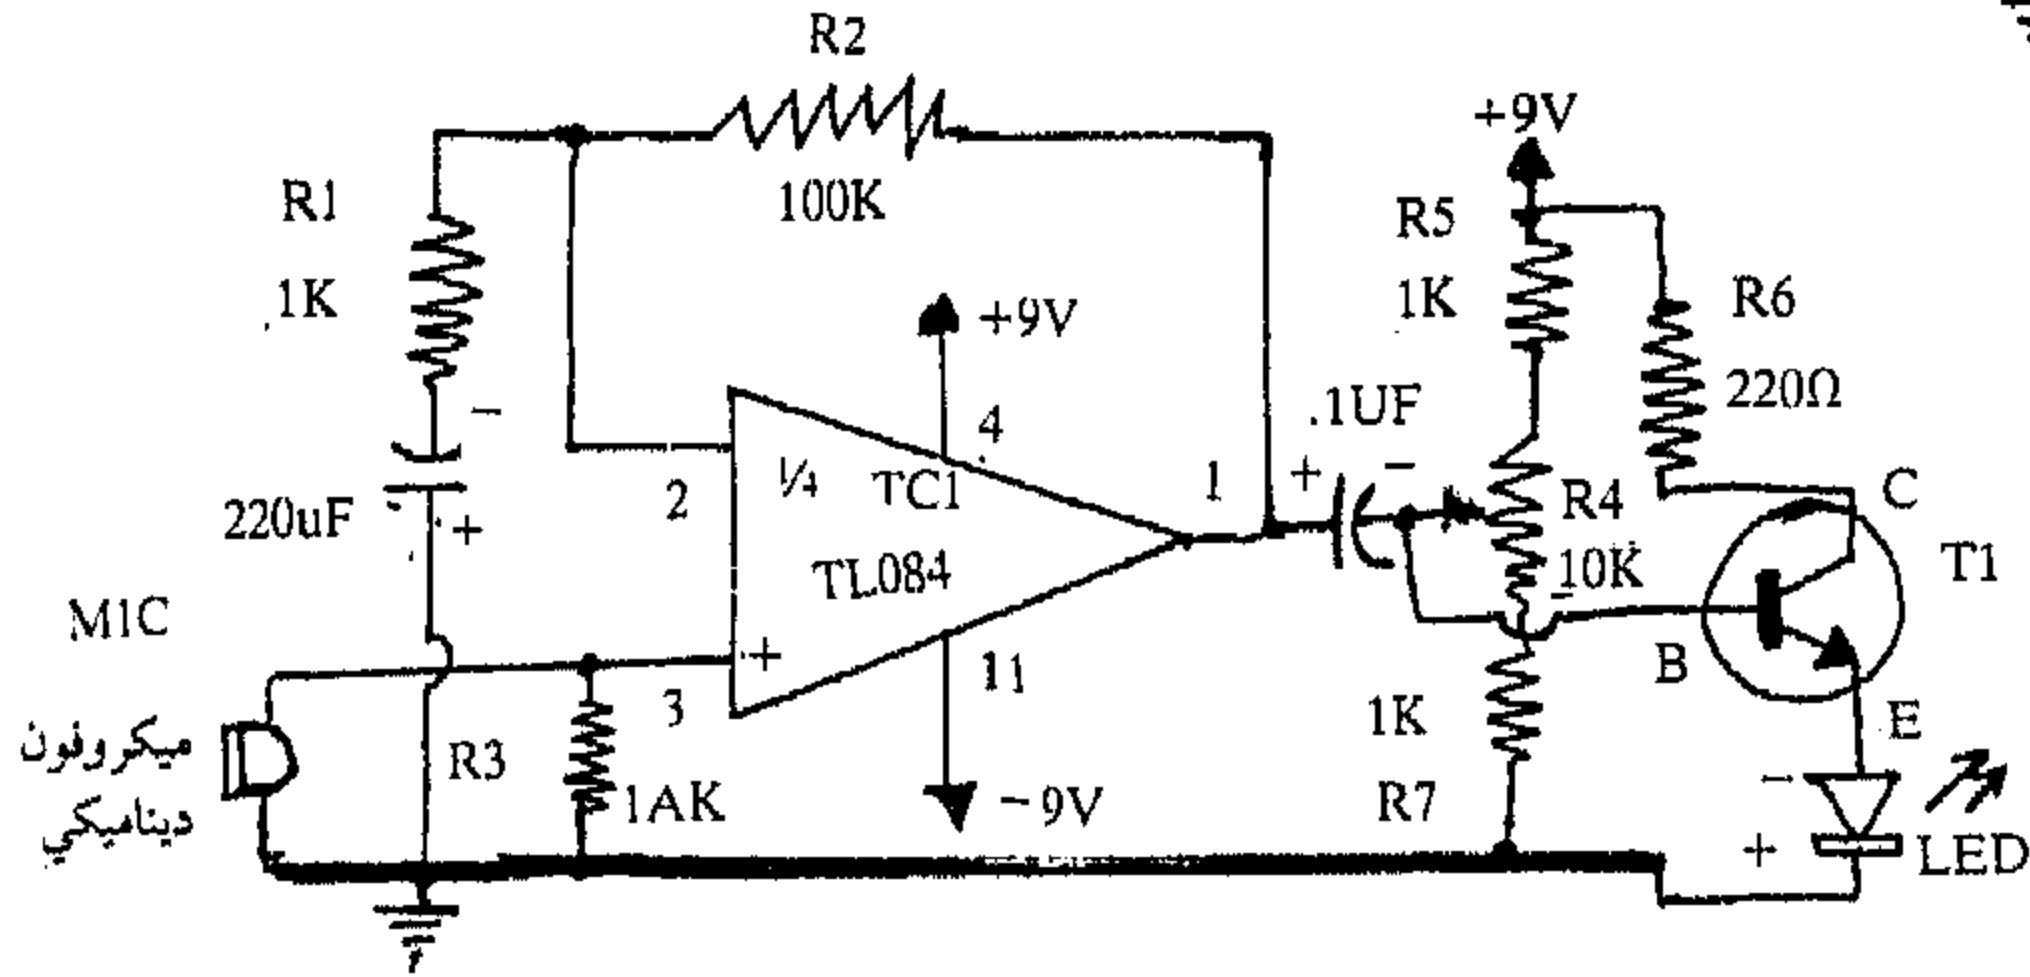 R2
100K
R1
1K
−
220uF
+
+9V
4
1/4
TC1
TL084
2
1
+
3
11
−9V
MIC
ميكروفون
ديناميكي
R3
1AK
.1UF
+ −
+9V
R5
1K
R6
220Ω
R4
10K
C
T1
B
E
1K
R7
−
+
LED